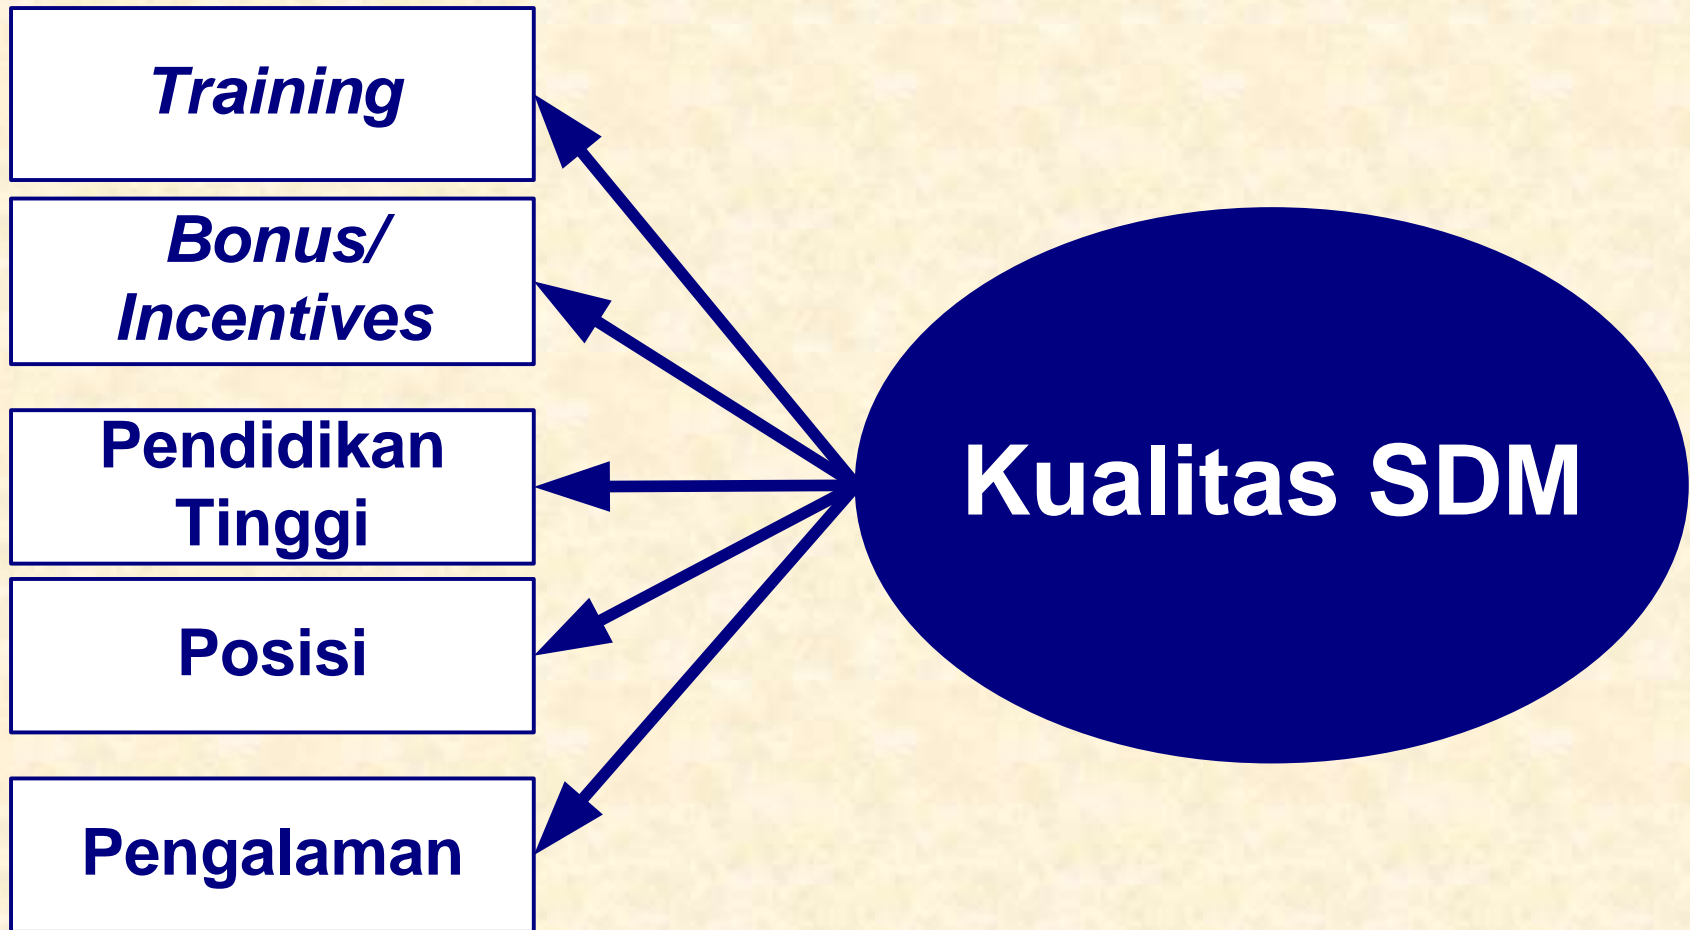 Training
Bonus/
Incentives
Pendidikan
Tinggi
Posisi
Pengalaman
Kualitas SDM